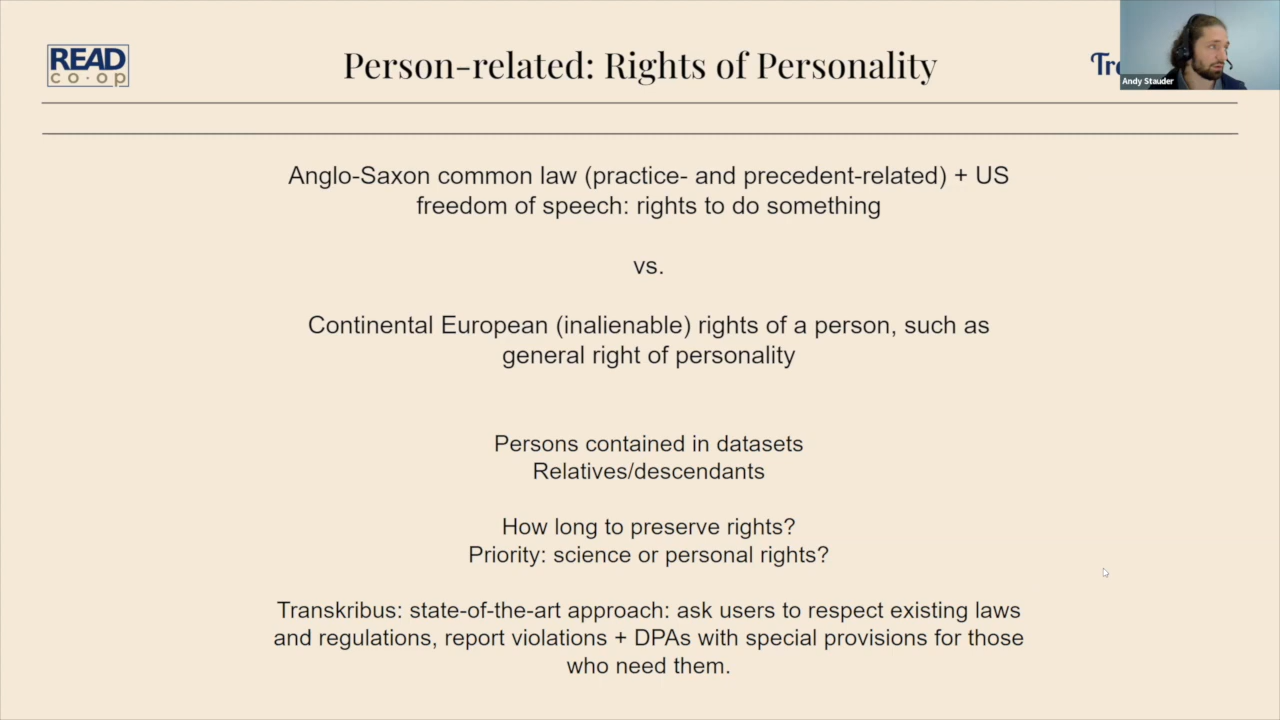 READ
co·op
Person-related: Rights of Personality
Andy Stauder
Anglo-Saxon common law (practice- and precedent-related) + US
freedom of speech: rights to do something
vs.
Continental European (inalienable) rights of a person, such as
general right of personality
Persons contained in datasets
Relatives/descendants
How long to preserve rights?
Priority: science or personal rights?
Transkribus: state-of-the-art approach: ask users to respect existing laws
and regulations, report violations + DPAs with special provisions for those
who need them.